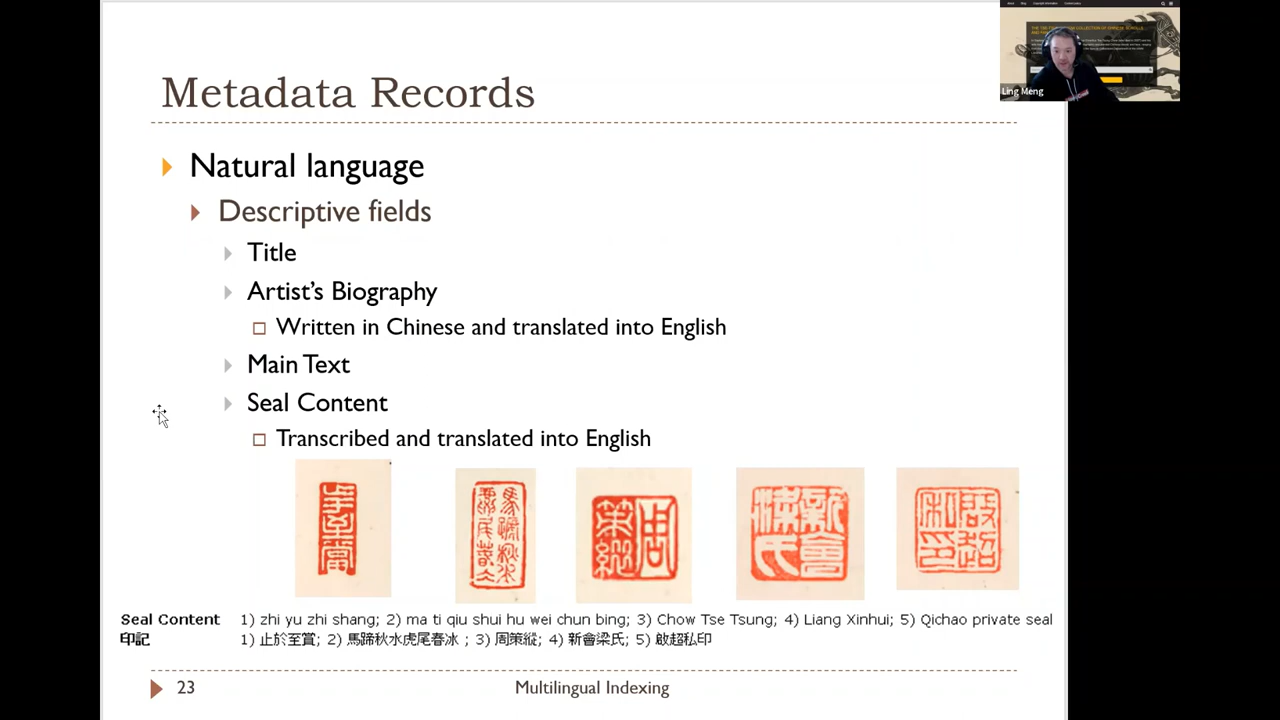 Metadata Records
Natural language
Descriptive fields
Title
Artist's Biography
Written in Chinese and translated into English
Main Text
Seal Content
Transcribed and translated into English
Seal Content 1) zhi yu zhi shang; 2) ma ti qiu shui hu wei chun bing; 3) Chow Tse Tsung; 4) Liang Xinhui; 5) Qichao private seal
印記 1) 止於至賞; 2) 馬蹄秋水虎尾春冰 ; 3) 周策縱; 4) 新會梁氏; 5) 啟超私印
23
Multilingual Indexing
Ling Meng